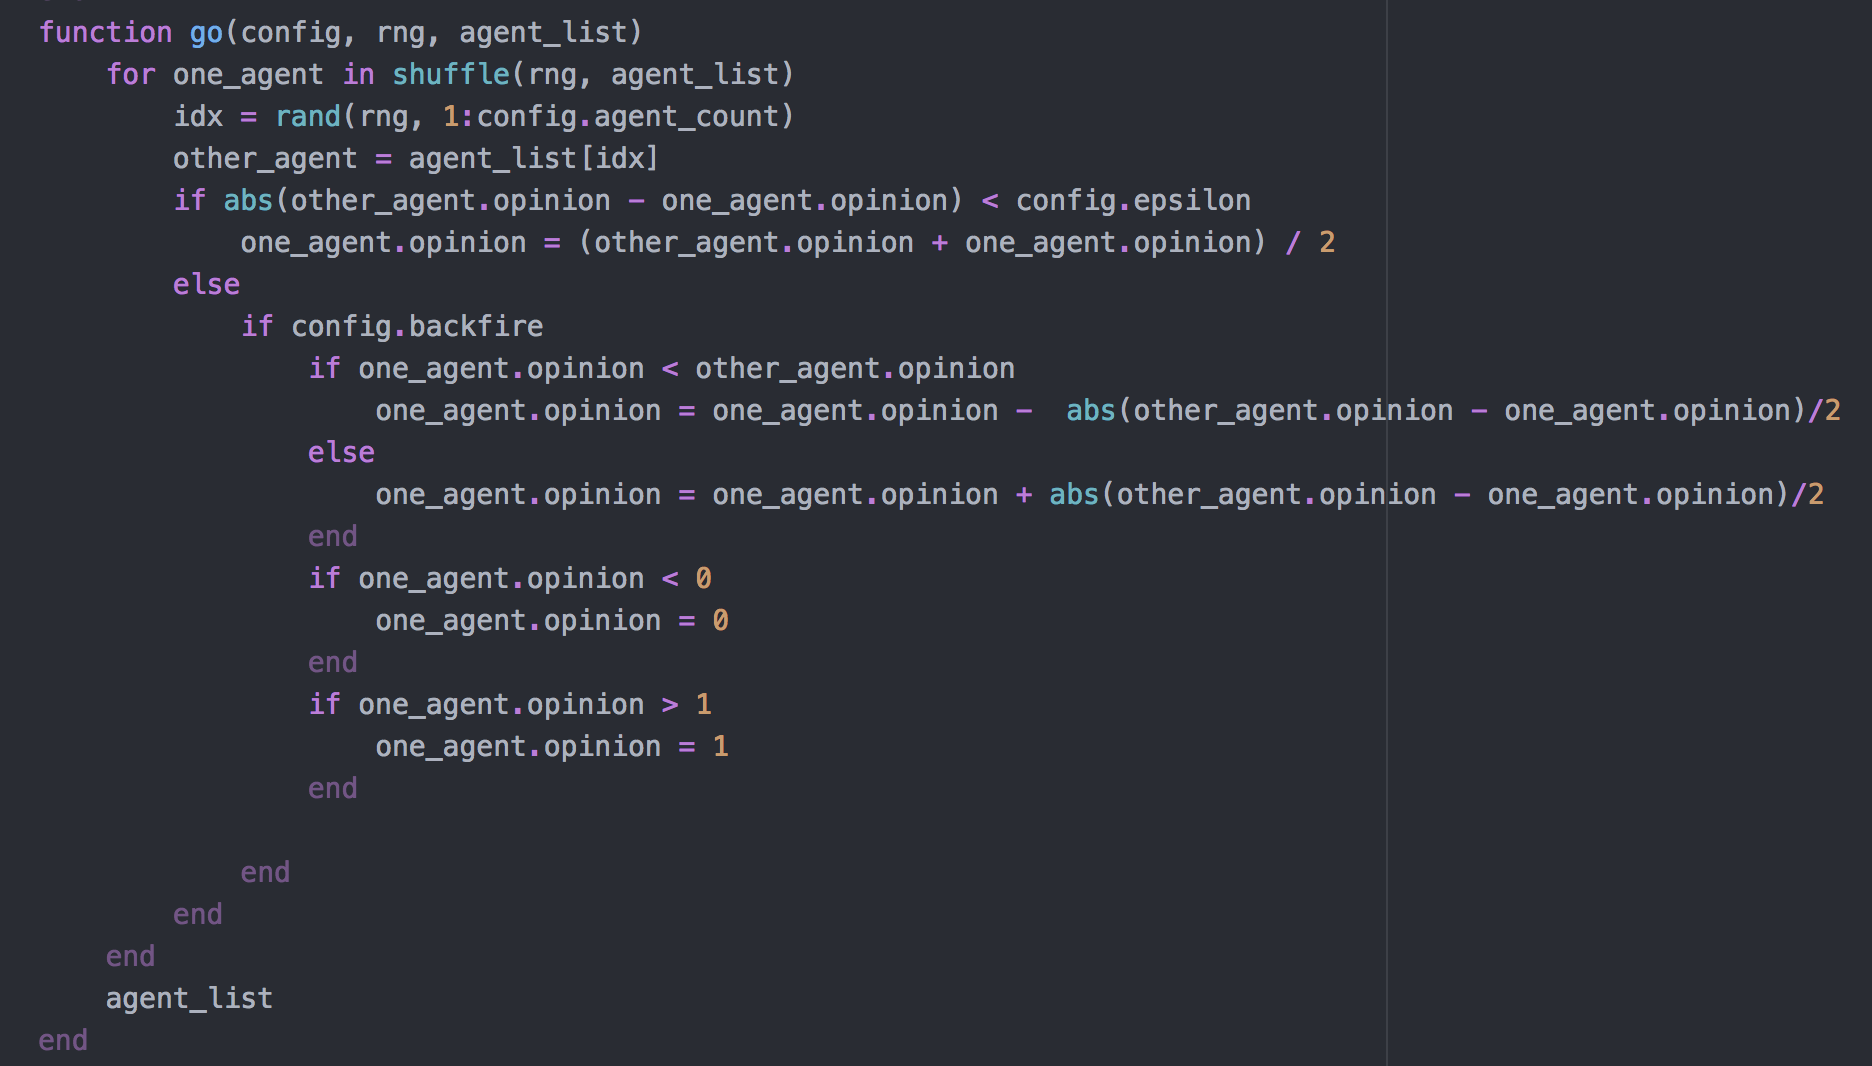 function go(config, rng, agent_list)
    for one_agent in shuffle(rng, agent_list)
        idx = rand(rng, 1:config.agent_count)
        other_agent = agent_list[idx]
        if abs(other_agent.opinion - one_agent.opinion) < config.epsilon
            one_agent.opinion = (other_agent.opinion + one_agent.opinion) / 2
        else
            if config.backfire
                if one_agent.opinion < other_agent.opinion
                    one_agent.opinion = one_agent.opinion -  abs(other_agent.opinion - one_agent.opinion)/2
                else
                    one_agent.opinion = one_agent.opinion + abs(other_agent.opinion - one_agent.opinion)/2
                end
                if one_agent.opinion < 0
                    one_agent.opinion = 0
                end
                if one_agent.opinion > 1
                    one_agent.opinion = 1
                end

            end
        end
    end
    agent_list
end